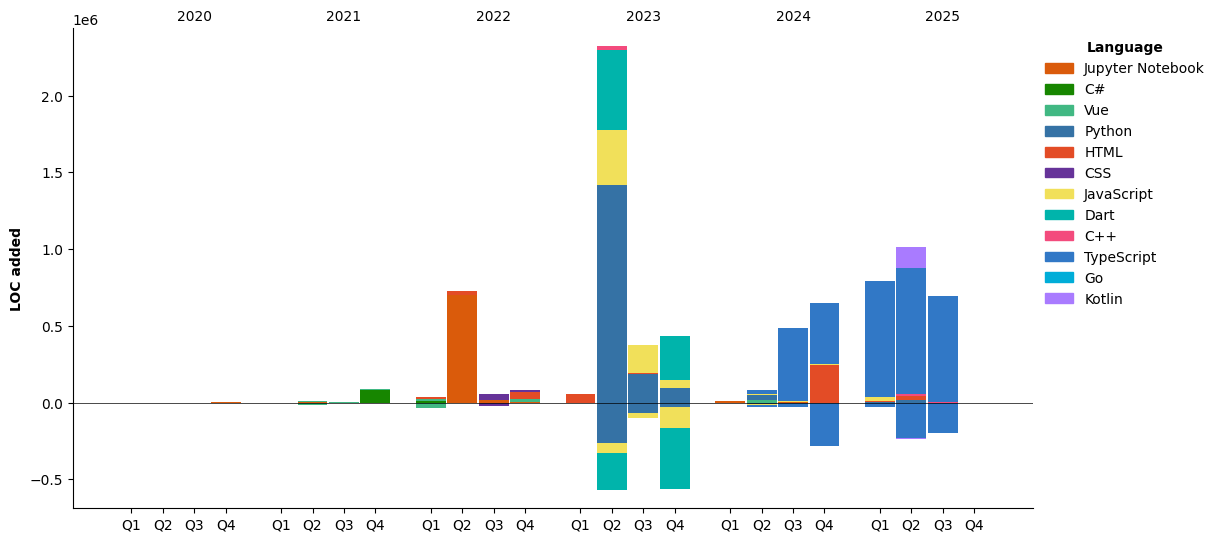 2020 2021 2022 2023 2024 2025
1e6
Language
Jupyter Notebook
C#
Vue
Python
HTML
CSS
JavaScript
Dart
C++
TypeScript
Go
Kotlin
LOC added
2.0
1.5
1.0
0.5
0.0
−0.5
Q1 Q2 Q3 Q4 Q1 Q2 Q3 Q4 Q1 Q2 Q3 Q4 Q1 Q2 Q3 Q4 Q1 Q2 Q3 Q4 Q1 Q2 Q3 Q4